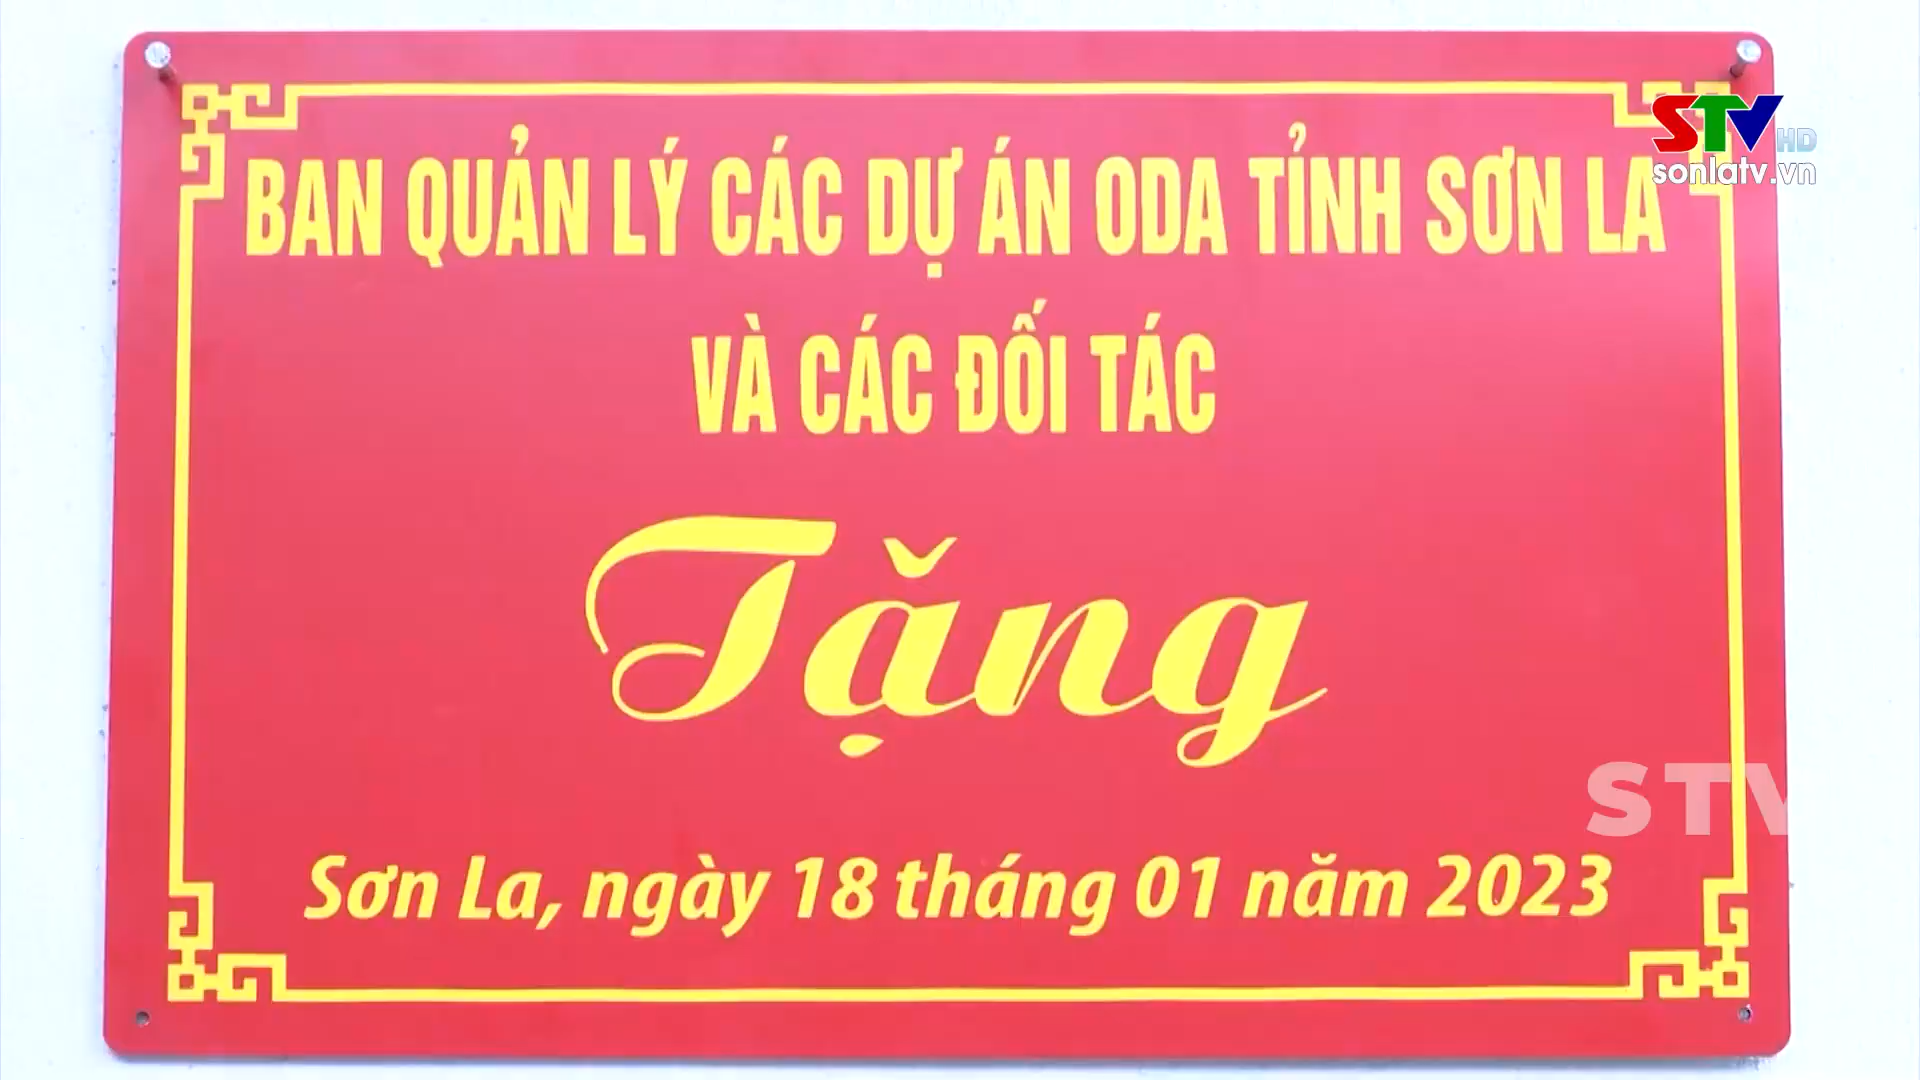 STV HD
sonlatv.vn
BAN QUẢN LÝ CÁC DỰ ÁN ODA TỈNH SƠN LA
VÀ CÁC ĐỐI TÁC
Tặng
STV
Sơn La, ngày 18 tháng 01 năm 2023